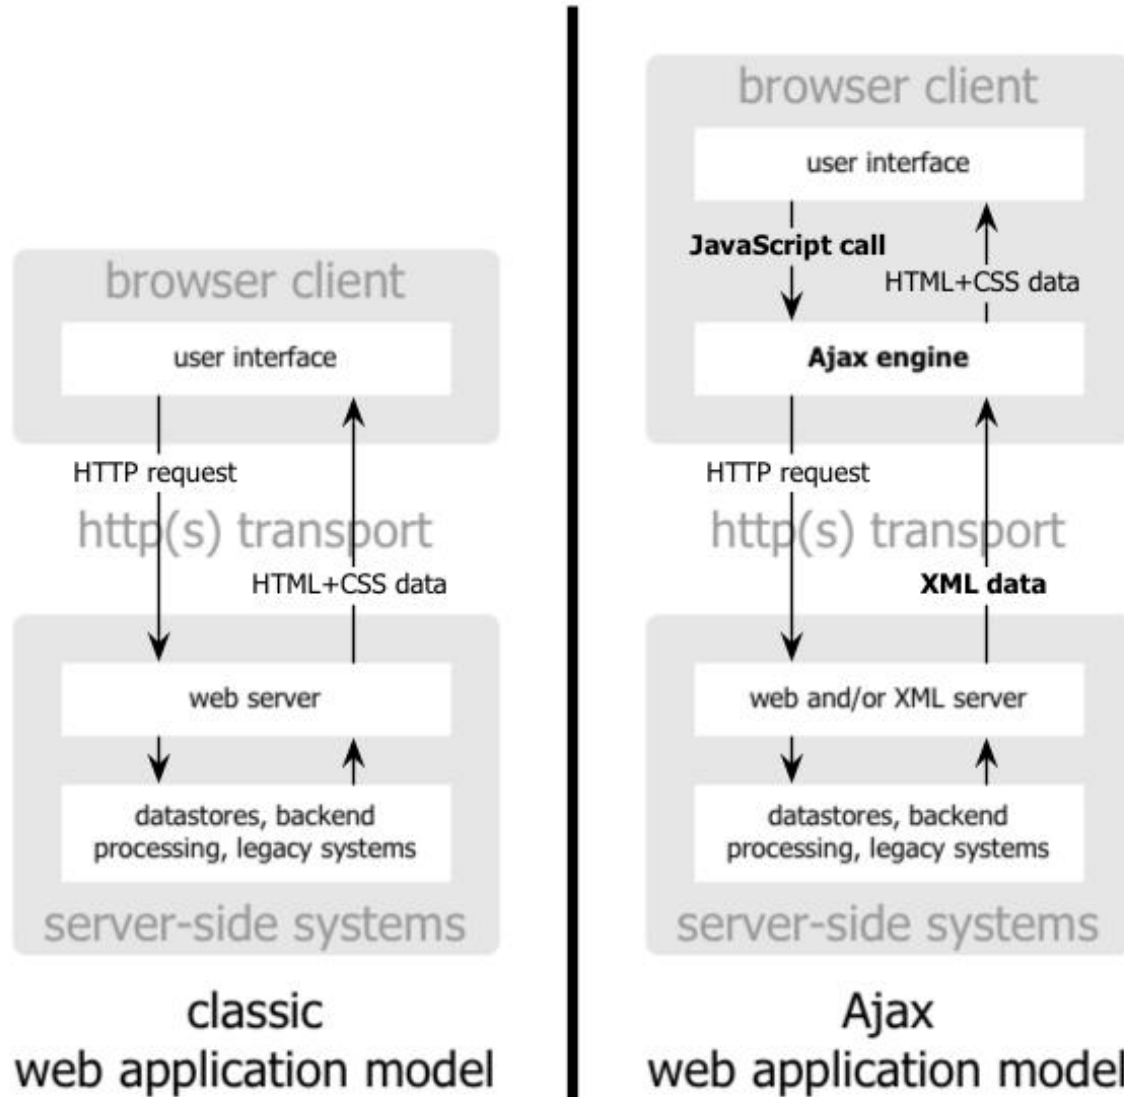 browser client
user interface
HTTP request
http(s) transport
HTML+CSS data
web server
datastores, backend
processing, legacy systems
server-side systems
classic
web application model
browser client
user interface
JavaScript call
HTML+CSS data
Ajax engine
HTTP request
http(s) transport
XML data
web and/or XML server
datastores, backend
processing, legacy systems
server-side systems
Ajax
web application model